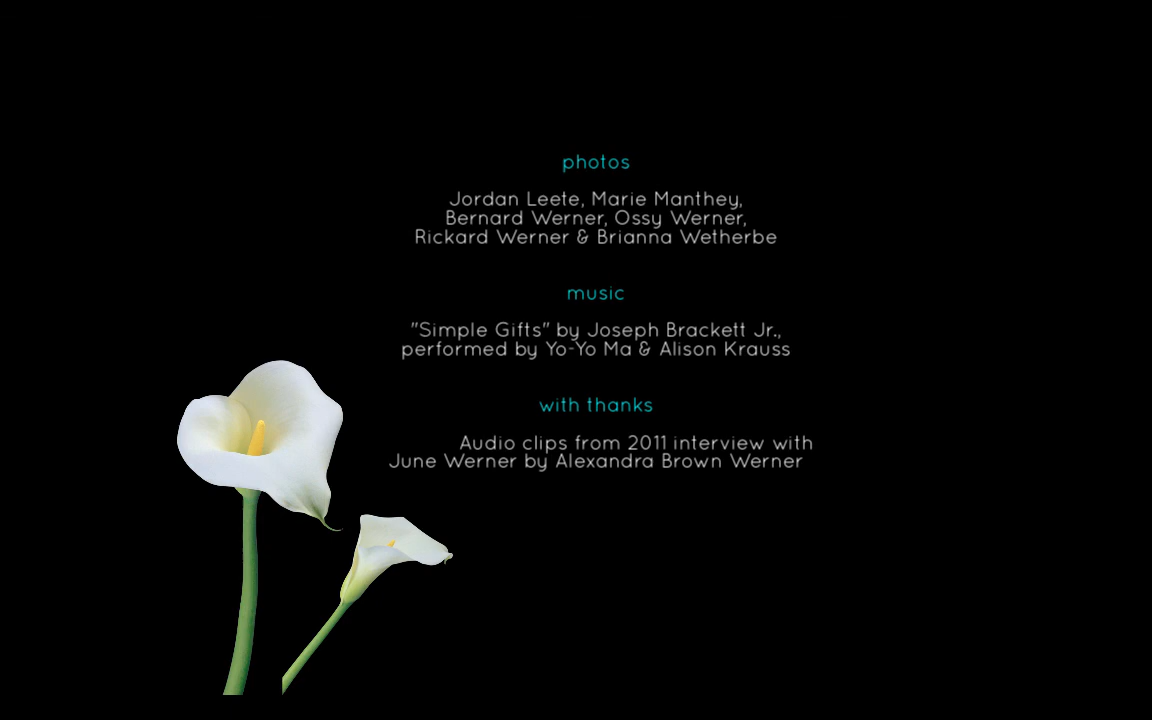 photos
Jordan Leete, Marie Manthey,
Bernard Werner, Ossy Werner,
Rickard Werner & Brianna Wetherbe
music
"Simple Gifts" by Joseph Brackett Jr.,
performed by Yo-Yo Ma & Alison Krauss
with thanks
Audio clips from 2011 interview with
June Werner by Alexandra Brown Werner